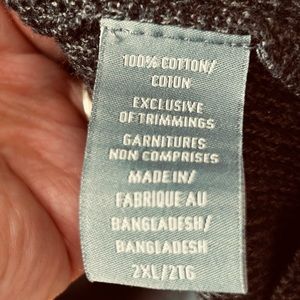 100% COTTON/
COTON
EXCLUSIVE
OF TRIMMINGS
GARNITURES
NON COMPRISES
MADE IN/
FABRIQUE AU
BANGLADESH/
BANGLADESH
2XL/2TG